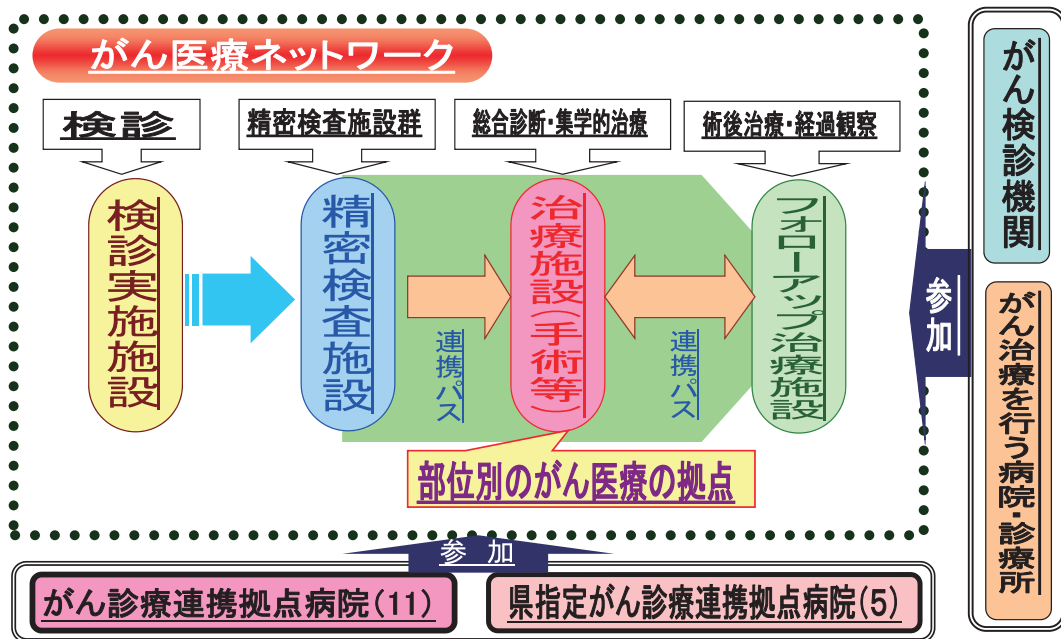 がん医療ネットワーク
検診
精密検査施設群
総合診断・集学的治療
術後治療・経過観察
検診実施施設
精密検査施設
連携パス
治療施設(手術等)
連携パス
フォローアップ治療施設
部位別のがん医療の拠点
参加
がん検診機関
がん治療を行う病院・診療所
参 加
がん診療連携拠点病院(11)
県指定がん診療連携拠点病院(5)